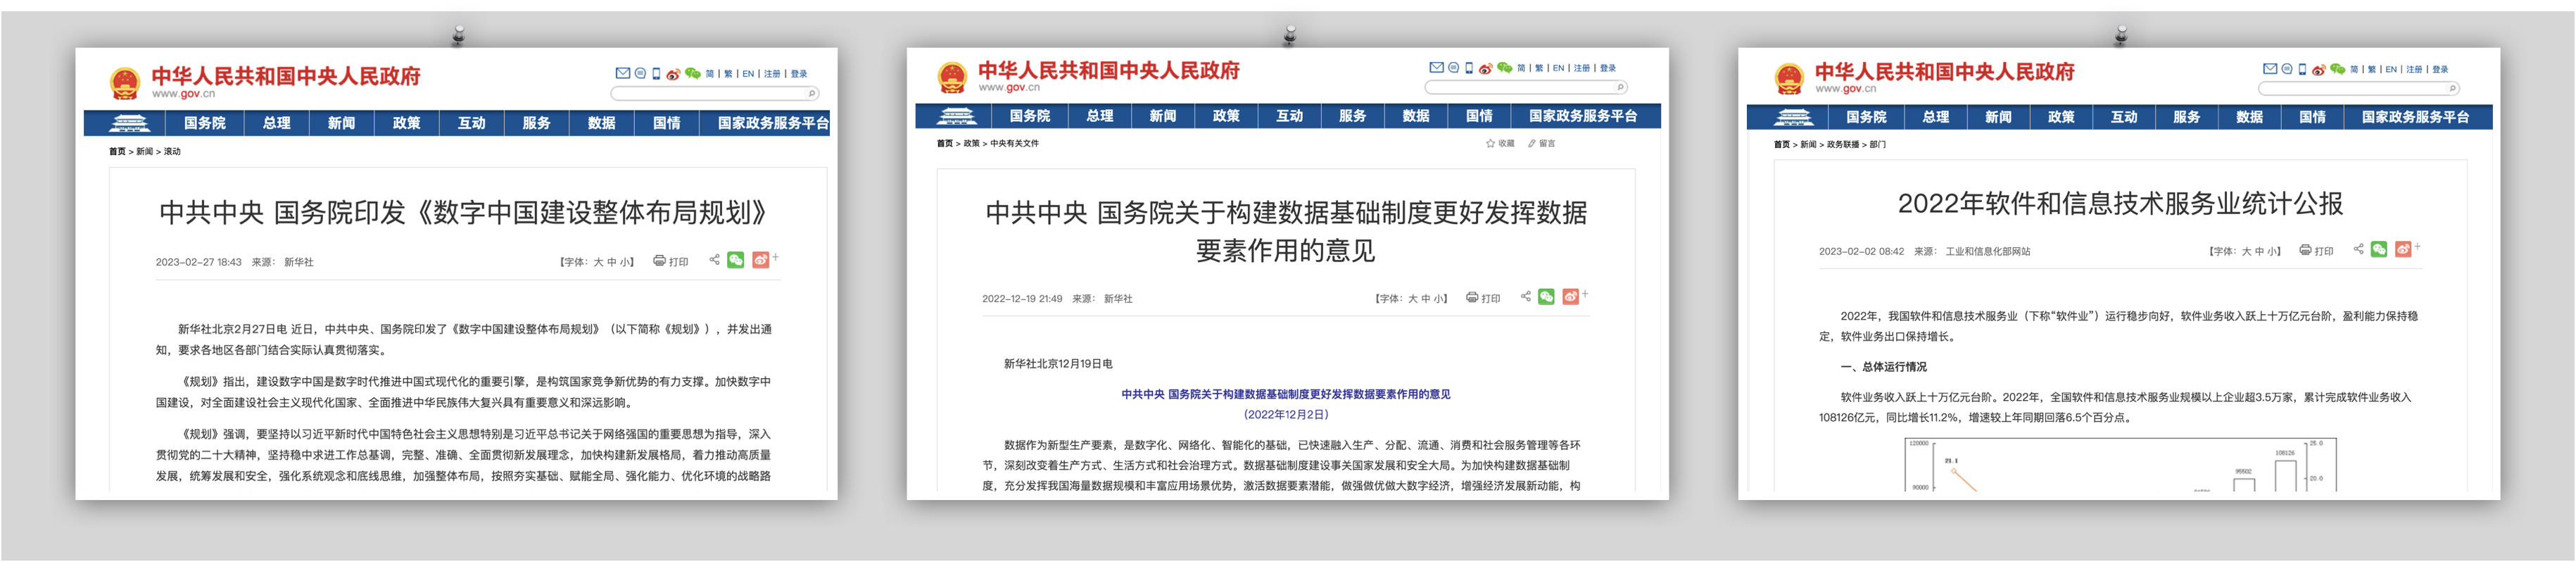 中华人民共和国中央人民政府
www.gov.cn
简 | 繁 | EN | 注册 | 登录
国务院 总理 新闻 政策 互动 服务 数据 国情 国家政务服务平台
首页 > 新闻 > 滚动
中共中央 国务院印发《数字中国建设整体布局规划》
2023-02-27 18:43 来源： 新华社
【字体：大 中 小】 打印
新华社北京2月27日电 近日，中共中央、国务院印发了《数字中国建设整体布局规划》（以下简称《规划》），并发出通
知，要求各地区各部门结合实际认真贯彻落实。
《规划》指出，建设数字中国是数字时代推进中国式现代化的重要引擎，是构筑国家竞争新优势的有力支撑。加快数字中
国建设，对全面建设社会主义现代化国家、全面推进中华民族伟大复兴具有重要意义和深远影响。
《规划》强调，要坚持以习近平新时代中国特色社会主义思想特别是习近平总书记关于网络强国的重要思想为指导，深入
贯彻党的二十大精神，坚持稳中求进工作总基调，完整、准确、全面贯彻新发展理念，加快构建新发展格局，着力推动高质量
发展，统筹发展和安全，强化系统观念和底线思维，加强整体布局，按照夯实基础、赋能全局、强化能力、优化环境的战略路
中华人民共和国中央人民政府
www.gov.cn
简 | 繁 | EN | 注册 | 登录
国务院 总理 新闻 政策 互动 服务 数据 国情 国家政务服务平台
首页 > 政策 > 中央有关文件
收藏 留言
中共中央 国务院关于构建数据基础制度更好发挥数据
要素作用的意见
2022-12-19 21:49 来源： 新华社
【字体：大 中 小】 打印
新华社北京12月19日电
中共中央 国务院关于构建数据基础制度更好发挥数据要素作用的意见
（2022年12月2日）
数据作为新型生产要素，是数字化、网络化、智能化的基础，已快速融入生产、分配、流通、消费和社会服务管理等各环
节，深刻改变着生产方式、生活方式和社会治理方式。数据基础制度建设事关国家发展和安全大局。为加快构建数据基础制
度，充分发挥我国海量数据规模和丰富应用场景优势，激活数据要素潜能，做强做优做大数字经济，增强经济发展新动能，构
中华人民共和国中央人民政府
www.gov.cn
简 | 繁 | EN | 注册 | 登录
国务院 总理 新闻 政策 互动 服务 数据 国情 国家政务服务平台
首页 > 新闻 > 政务联播 > 部门
2022年软件和信息技术服务业统计公报
2023-02-02 08:42 来源： 工业和信息化部网站
【字体：大 中 小】 打印
2022年，我国软件和信息技术服务业（下称“软件业”）运行稳步向好，软件业务收入跃上十万亿元台阶，盈利能力保持稳
定，软件业务出口保持增长。
一、总体运行情况
软件业务收入跃上十万亿元台阶。2022年，全国软件和信息技术服务业规模以上企业超3.5万家，累计完成软件业务收入
108126亿元，同比增长11.2%，增速较上年同期回落6.5个百分点。
120000
25.0
108126
90000
20.0